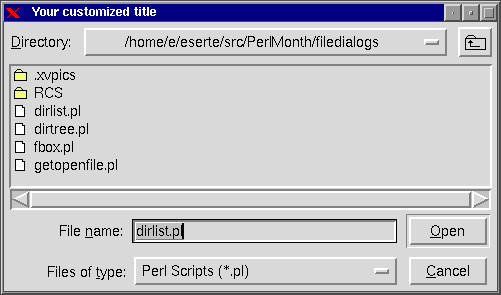 Your customized title
Directory: /home/e/eserte/src/PerlMonth/filedialogs
.xvpics
RCS
dirlist.pl
dirtree.pl
fbox.pl
getopenfile.pl
File name: dirlist.pl Open
Files of type: Perl Scripts (*.pl) Cancel